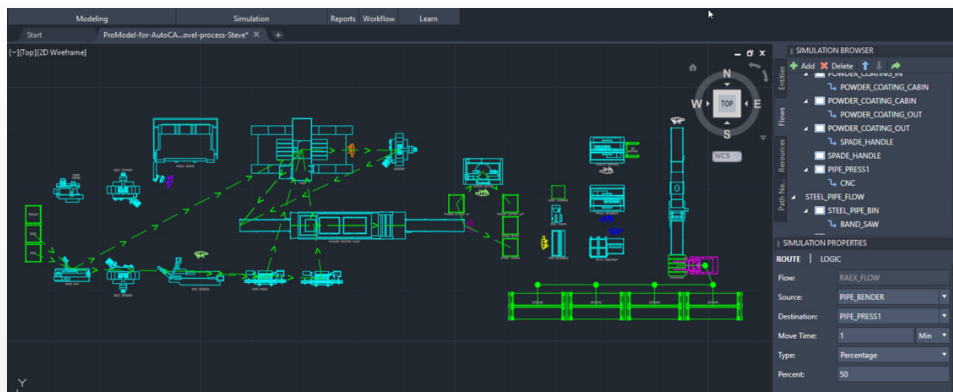 Modeling
Simulation
Reports
Workflow
Learn
Start
ProModel-for-AutoCA...ovel-process-Steve*
[−][Top][2D Wireframe]
N
W
TOP
E
S
WCS
Y
Entities
Flows
Resources
Path Ne..
SIMULATION BROWSER
Add
Delete
POWDER_COATING_IN
POWDER_COATING_CABIN
POWDER_COATING_CABIN
POWDER_COATING_OUT
POWDER_COATING_OUT
SPADE_HANDLE
SPADE_HANDLE
PIPE_PRESS1
CNC
STEEL_PIPE_FLOW
STEEL_PIPE_BIN
BAND_SAW
SIMULATION PROPERTIES
ROUTE | LOGIC
Flow: RAEX_FLOW
Source: PIPE_BENDER
Destination: PIPE_PRESS1
Move Time: 1 Min
Type: Percentage
Percent: 50